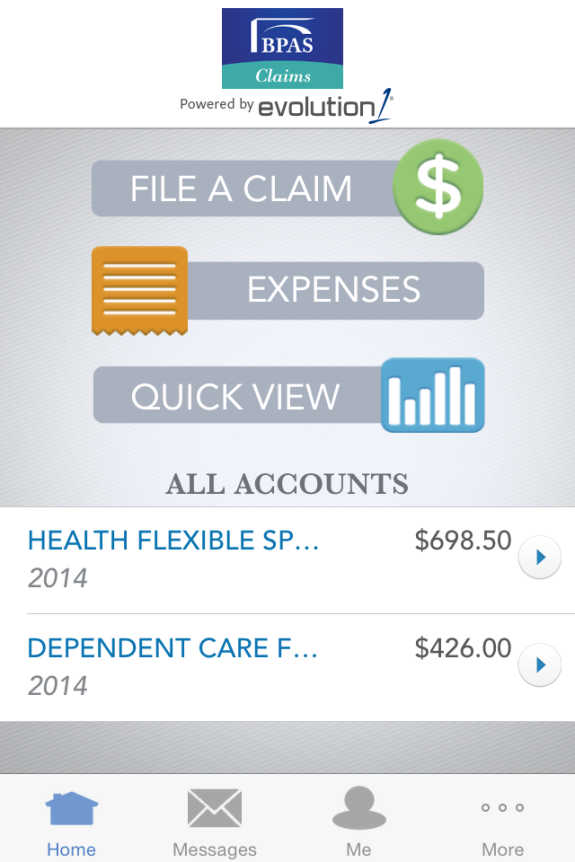 BPAS
Claims
Powered by evolution1®
FILE A CLAIM
$
EXPENSES
QUICK VIEW
ALL ACCOUNTS
HEALTH FLEXIBLE SP... $698.50
2014
DEPENDENT CARE F... $426.00
2014
Home Messages Me More